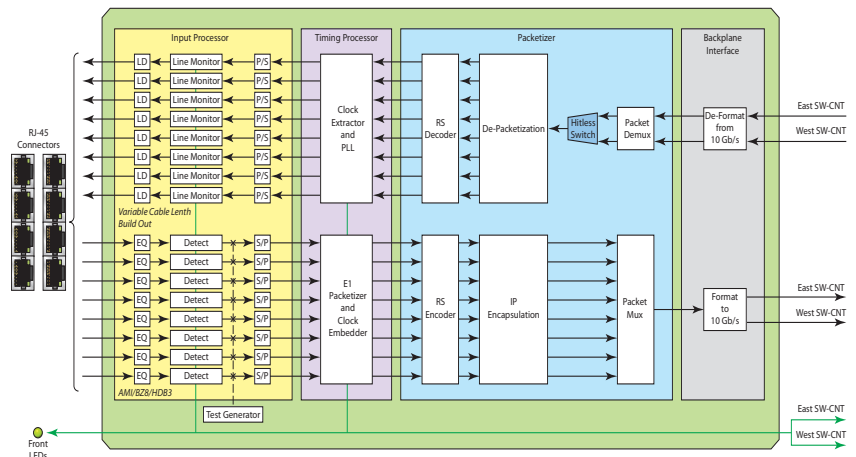 Input Processor
Timing Processor
Packetizer
Backplane
Interface
RJ-45
Connectors
LD
Line Monitor
P/S
LD
Line Monitor
P/S
LD
Line Monitor
P/S
LD
Line Monitor
P/S
LD
Line Monitor
P/S
LD
Line Monitor
P/S
LD
Line Monitor
P/S
LD
Line Monitor
P/S
Clock
Extractor
and
PLL
RS
Decoder
De-Packetization
Hitless
Switch
Packet
Demux
De-Format
from
10 Gb/s
East SW-CNT
West SW-CNT
Variable Cable Lenth
Build Out
EQ
Detect
S/P
EQ
Detect
S/P
EQ
Detect
S/P
EQ
Detect
S/P
EQ
Detect
S/P
EQ
Detect
S/P
EQ
Detect
S/P
EQ
Detect
S/P
E1
Packetizer
and
Clock
Embedder
RS
Encoder
IP
Encapsulation
Packet
Mux
Format
to
10 Gb/s
East SW-CNT
West SW-CNT
AMI/BZ8/HDB3
Test Generator
East SW-CNT
West SW-CNT
Front
LEDs